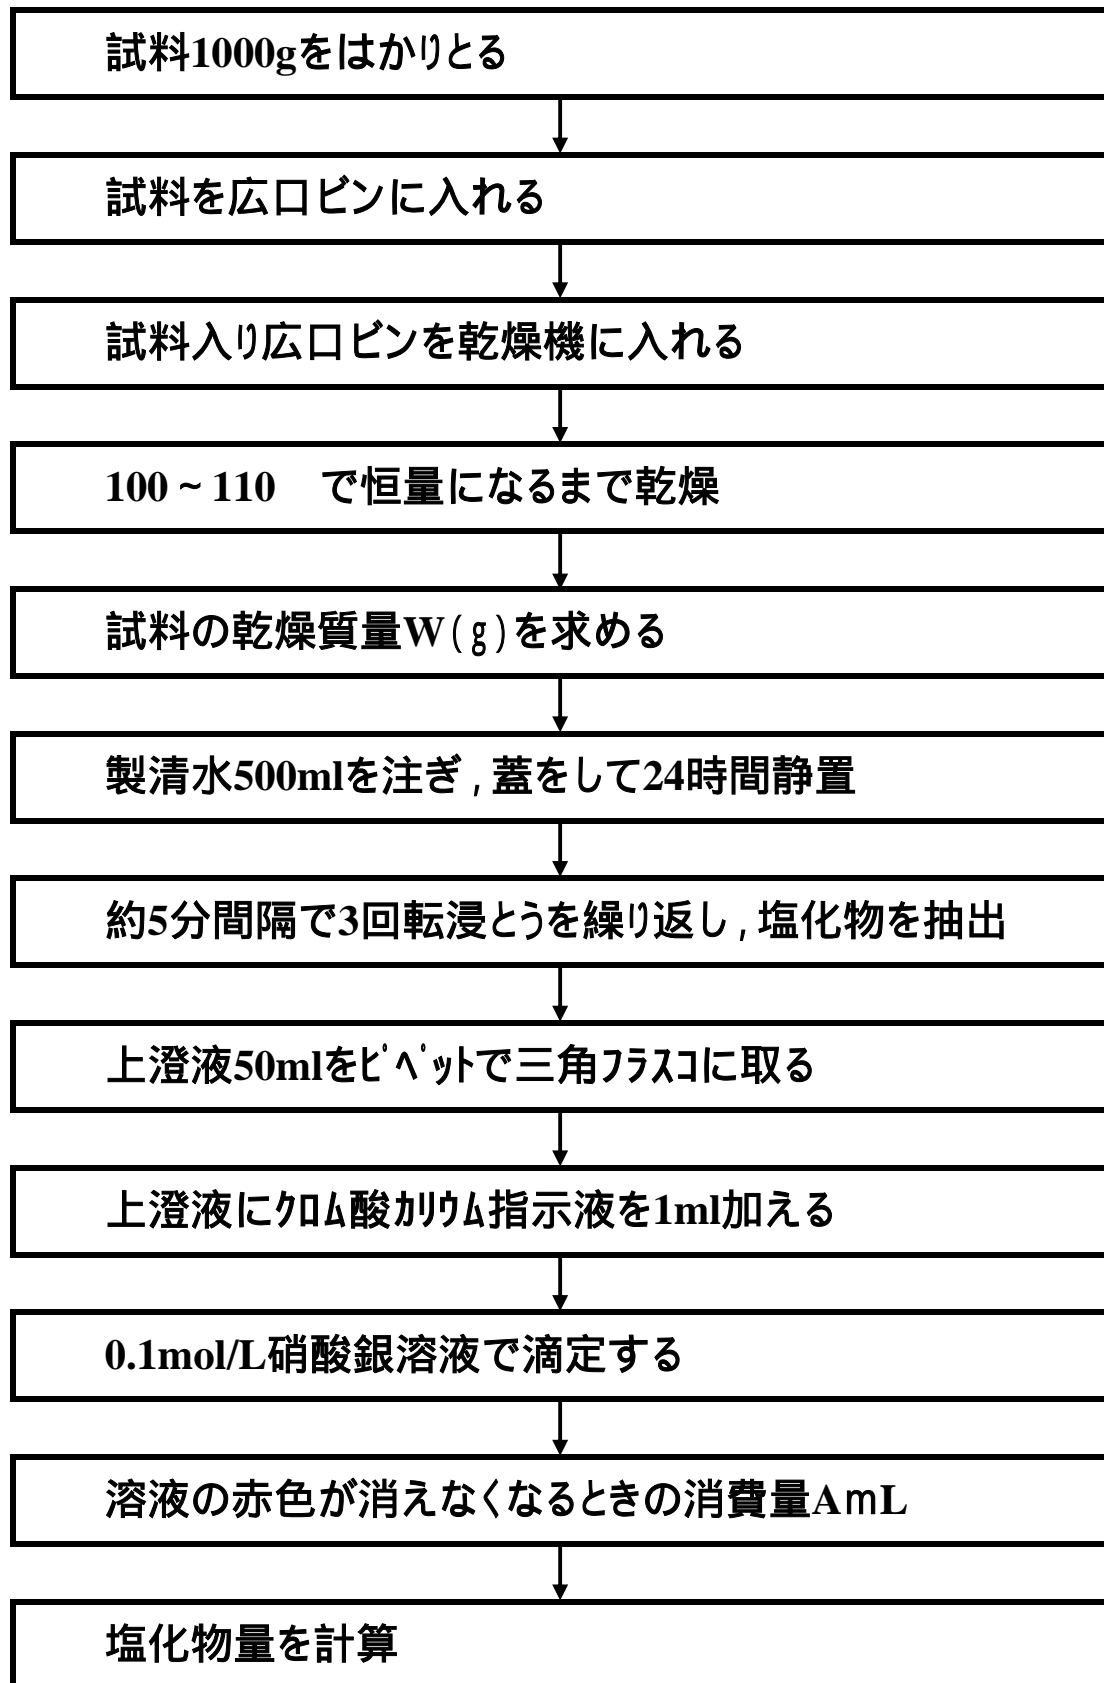 試料1000gをはかりとる
試料を広口ビンに入れる
試料入り広口ビンを乾燥機に入れる
100~110　で恒量になるまで乾燥
試料の乾燥質量W(g)を求める
製清水500mlを注ぎ,蓋をして24時間静置
約5分間隔で3回転浸とうを繰り返し,塩化物を抽出
上澄液50mlをﾋﾟﾍﾟｯﾄで三角ﾌﾗｽｺに取る
上澄液にｸﾛﾑ酸ｶﾘｳﾑ指示液を1ml加える
0.1mol/L硝酸銀溶液で滴定する
溶液の赤色が消えなくなるときの消費量AmL
塩化物量を計算